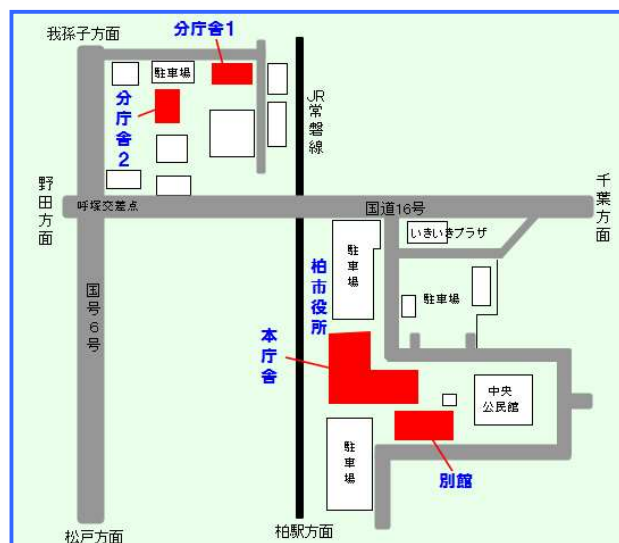 我孫子方面
分庁舎1
駐車場
分庁舎2
JR常磐線
野田方面
千葉方面
呼塚交差点
国道16号
国号6号
柏市役所
駐車場
いきいきプラザ
駐車場
本庁舎
中央
公民館
駐車場
別館
松戸方面
柏駅方面